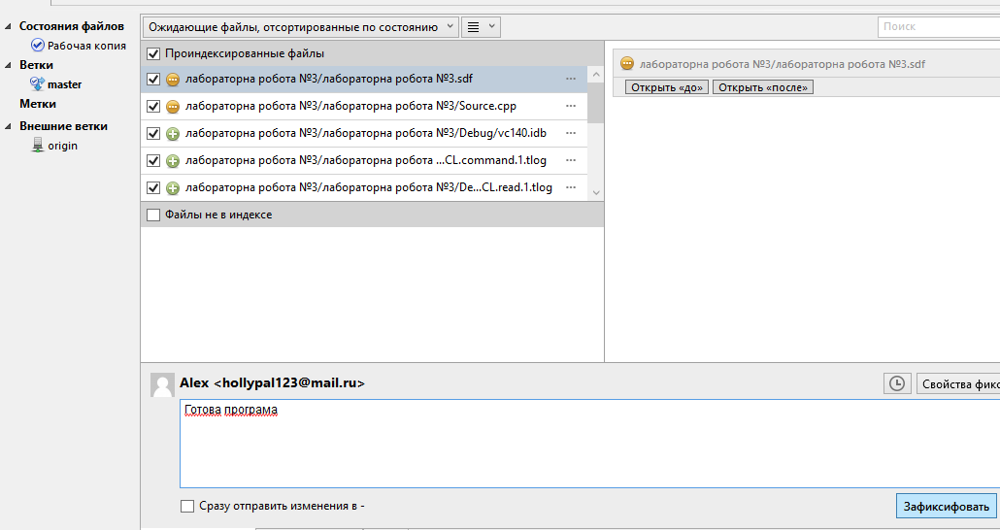 Состояния файлов
Рабочая копия
Ветки
master
Метки
Внешние ветки
origin
Ожидающие файлы, отсортированные по состоянию
Поиск
Проиндексированные файлы
лабораторна робота №3/лабораторна робота №3.sdf
лабораторна робота №3/лабораторна робота №3/Source.cpp
лабораторна робота №3/лабораторна робота №3/Debug/vc140.idb
лабораторна робота №3/лабораторна робота ...CL.command.1.tlog
лабораторна робота №3/лабораторна робота №3/De...CL.read.1.tlog
Файлы не в индексе
лабораторна робота №3/лабораторна робота №3.sdf
Открыть «до» Открыть «после»
Alex <hollypal123@mail.ru>
Свойства фикс
Готова програма
Сразу отправить изменения в -
Зафиксировать